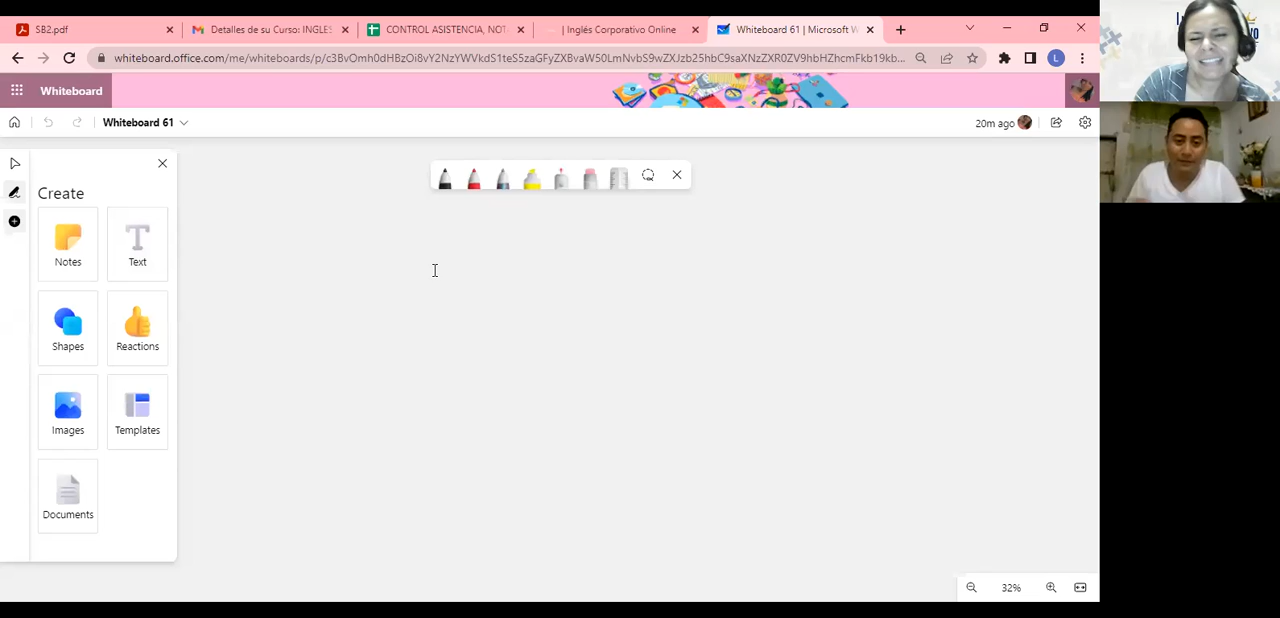 SB2.pdf
Detalles de su Curso: INGLES
CONTROL ASISTENCIA, NOT
| Inglés Corporativo Online
Whiteboard 61 | Microsoft W
Whiteboard
Whiteboard 61
20m ago
Create
Notes
Text
Shapes
Reactions
Images
Templates
Documents
32%